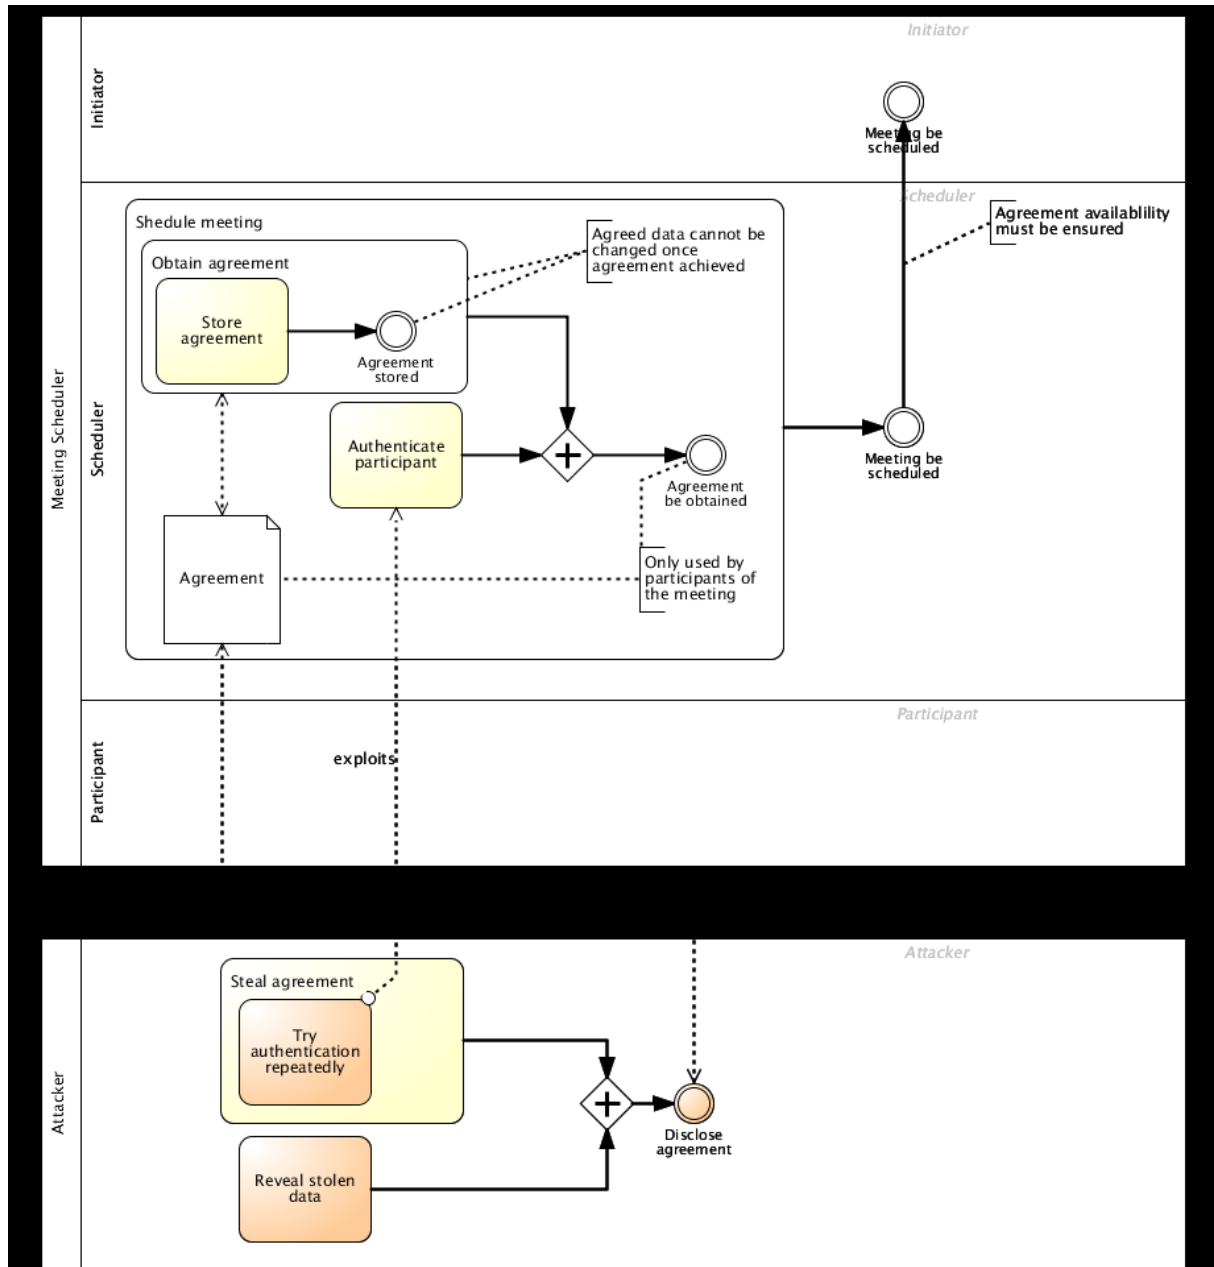 Initiator
Initiator
Meeting be
scheduled
Meeting Scheduler
Scheduler
Scheduler
Shedule meeting
Obtain agreement
Store
agreement
Agreement
stored
Agreed data cannot be
changed once
agreement achieved
Agreement availablility
must be ensured
Authenticate
participant
Agreement
be obtained
Meeting be
scheduled
Agreement
Only used by
participants of
the meeting
Participant
Participant
exploits
Attacker
Attacker
Steal agreement
Try
authentication
repeatedly
Disclose
agreement
Reveal stolen
data